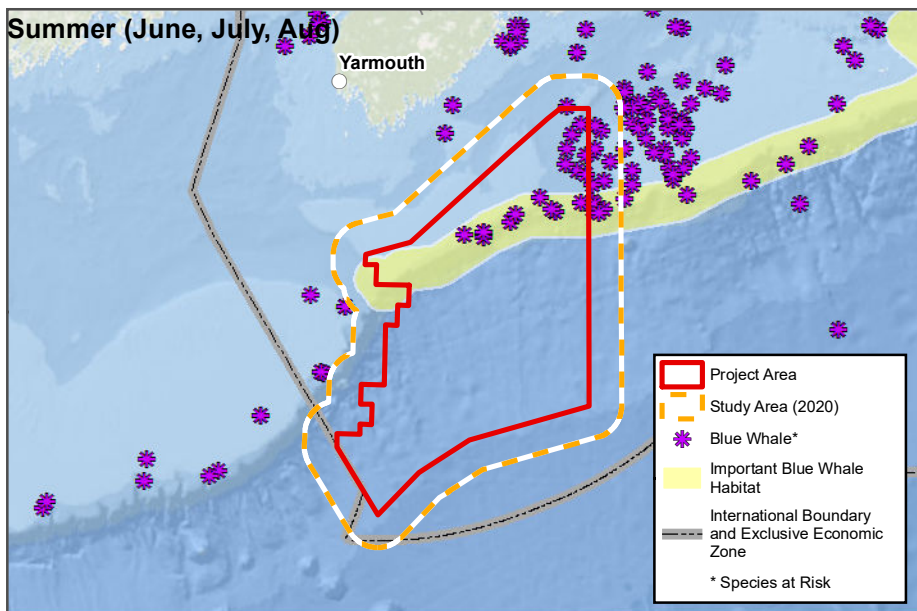 Summer (June, July, Aug)
Yarmouth
Project Area
Study Area (2020)
Blue Whale*
Important Blue Whale
Habitat
International Boundary
and Exclusive Economic
Zone
* Species at Risk